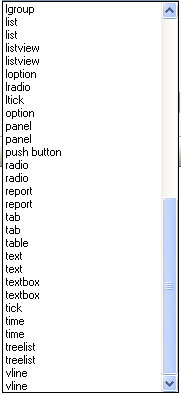 lgroup
list
list
listview
listview
loption
lradio
ltick
option
panel
panel
push button
radio
radio
report
report
tab
tab
table
text
text
textbox
textbox
tick
time
time
treelist
treelist
vline
vline